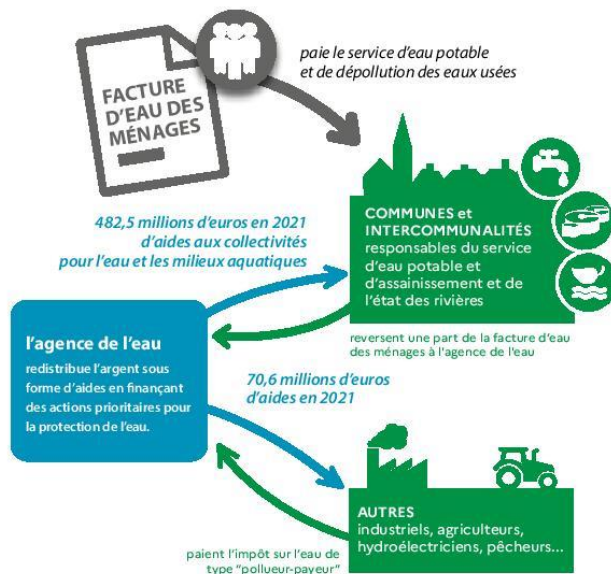 FACTURE
D'EAU DES
MÉNAGES
paie le service d'eau potable
et de dépollution des eaux usées
482,5 millions d'euros en 2021
d'aides aux collectivités
pour l'eau et les milieux aquatiques
COMMUNES et
INTERCOMMUNALITÉS
responsables du service
d'eau potable et
d'assainissement et de
l'état des rivières
reversent une part de la facture d'eau
des ménages à l'agence de l'eau
l'agence de l'eau
redistribue l'argent sous
forme d'aides en finançant
des actions prioritaires pour
la protection de l'eau.
70,6 millions d'euros
d'aides en 2021
AUTRES
industriels, agriculteurs,
hydroélectriciens, pêcheurs...
paient l'impôt sur l'eau de
type "pollueur-payeur"